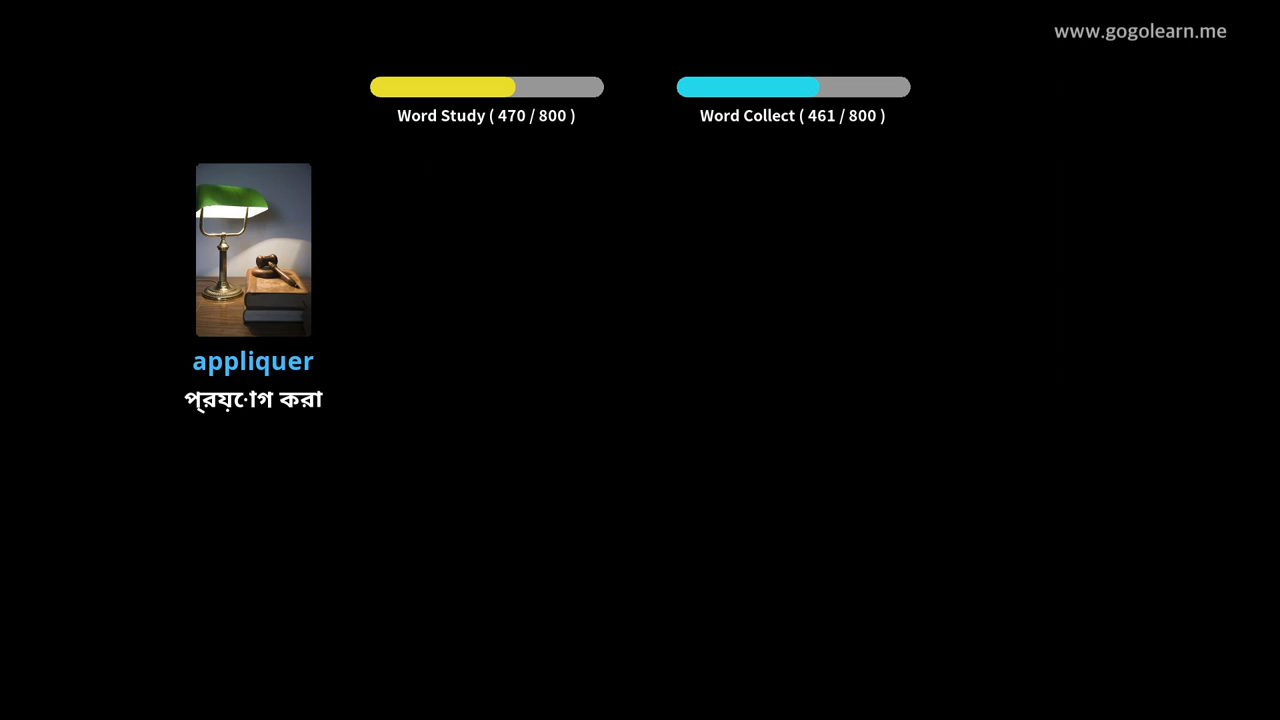 www.gogolearn.me
Word Study ( 470 / 800 )
Word Collect ( 461 / 800 )
appliquer
প্রয়োগ করা